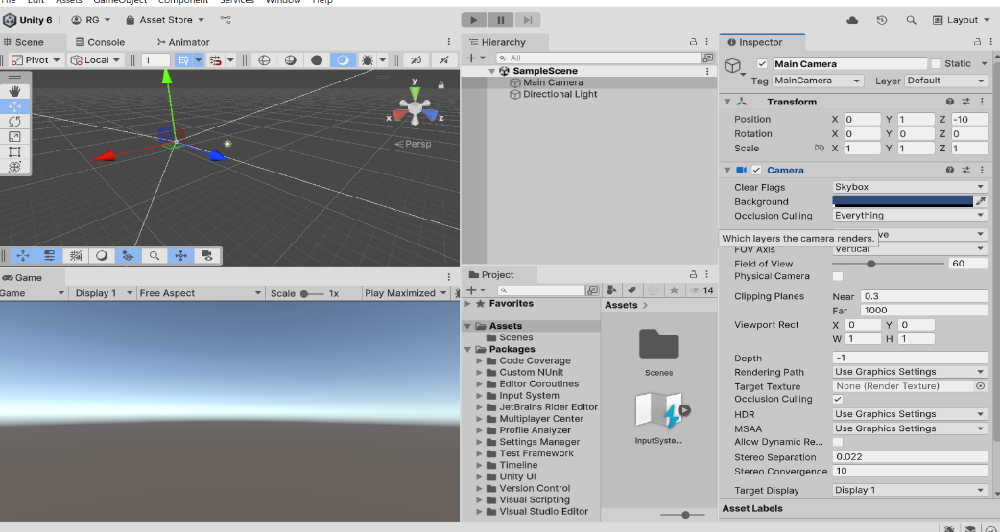 File Edit Assets GameObject Component Services Window Help
Unity 6 RG Asset Store Layout
Scene Console Animator
Pivot Local 1 2D
y
x z
Persp
Game
Game Display 1 Free Aspect Scale 1x Play Maximized
Hierarchy
All
SampleScene
Main Camera
Directional Light
Project
14
Favorites
Assets
Scenes
Packages
Code Coverage
Custom NUnit
Editor Coroutines
Input System
JetBrains Rider Editor
Multiplayer Center
Profile Analyzer
Settings Manager
Test Framework
Timeline
Unity UI
Version Control
Visual Scripting
Visual Studio Editor
Assets >
Scenes
InputSyste...
Inspector
Main Camera Static
Tag MainCamera Layer Default
Transform
Position X 0 Y 1 Z -10
Rotation X 0 Y 0 Z 0
Scale X 1 Y 1 Z 1
Camera
Clear Flags Skybox
Background
Occlusion Culling Everything
Which layers the camera renders. ve
FOV Axis Vertical
Field of View 60
Physical Camera
Clipping Planes Near 0.3
Far 1000
Viewport Rect X 0 Y 0
W 1 H 1
Depth -1
Rendering Path Use Graphics Settings
Target Texture None (Render Texture)
Occlusion Culling
HDR Use Graphics Settings
MSAA Use Graphics Settings
Allow Dynamic Re...
Stereo Separation 0.022
Stereo Convergence 10
Target Display Display 1
Asset Labels